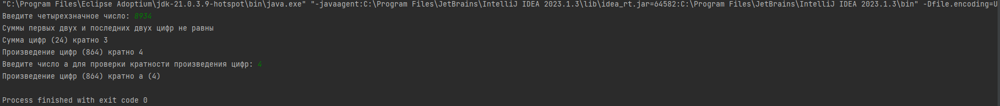 "C:\Program Files\Eclipse Adoptium\jdk-21.0.3.9-hotspot\bin\java.exe" "-javaagent:C:\Program Files\JetBrains\IntelliJ IDEA 2023.1.3\lib\idea_rt.jar=64582:C:\Program Files\JetBrains\IntelliJ IDEA 2023.1.3\bin" -Dfile.encoding=U
Введите четырехзначное число: 8934
Суммы первых двух и последних двух цифр не равны
Сумма цифр (24) кратно 3
Произведение цифр (864) кратно 4
Введите число a для проверки кратности произведения цифр: 4
Произведение цифр (864) кратно a (4)
Process finished with exit code 0